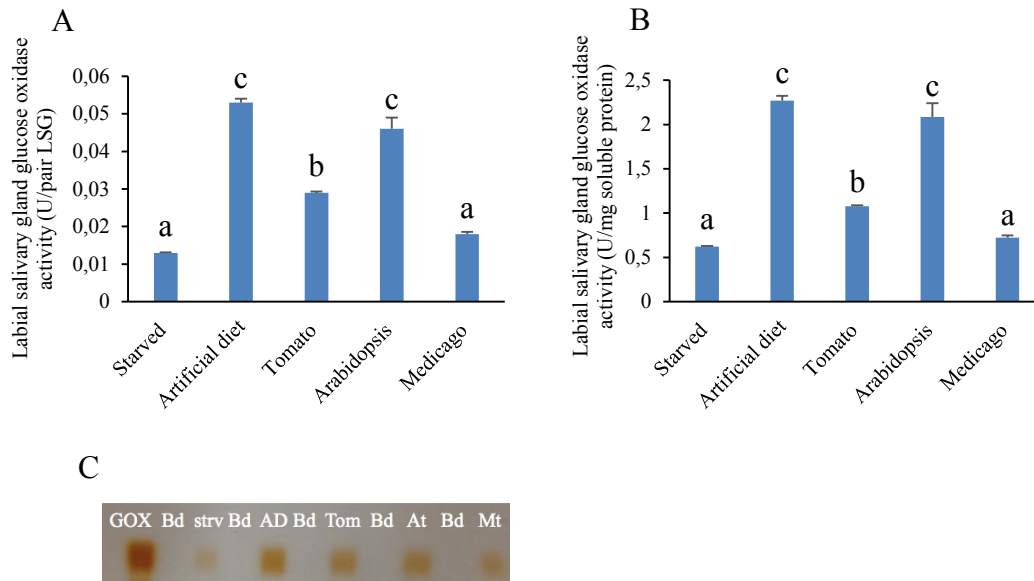 A
Labial salivary gland glucose oxidase
activity (U/pair LSG)
0,06
0,05
0,04
0,03
0,02
0,01
0
a
c
b
c
a
Starved
Artificial diet
Tomato
Arabidopsis
Medicago
B
Labial salivary gland glucose oxidase
activity (U/mg soluble protein)
2,5
2
1,5
1
0,5
0
a
c
b
c
a
Starved
Artificial diet
Tomato
Arabidopsis
Medicago
C
GOX Bd strv Bd AD Bd Tom Bd At Bd Mt